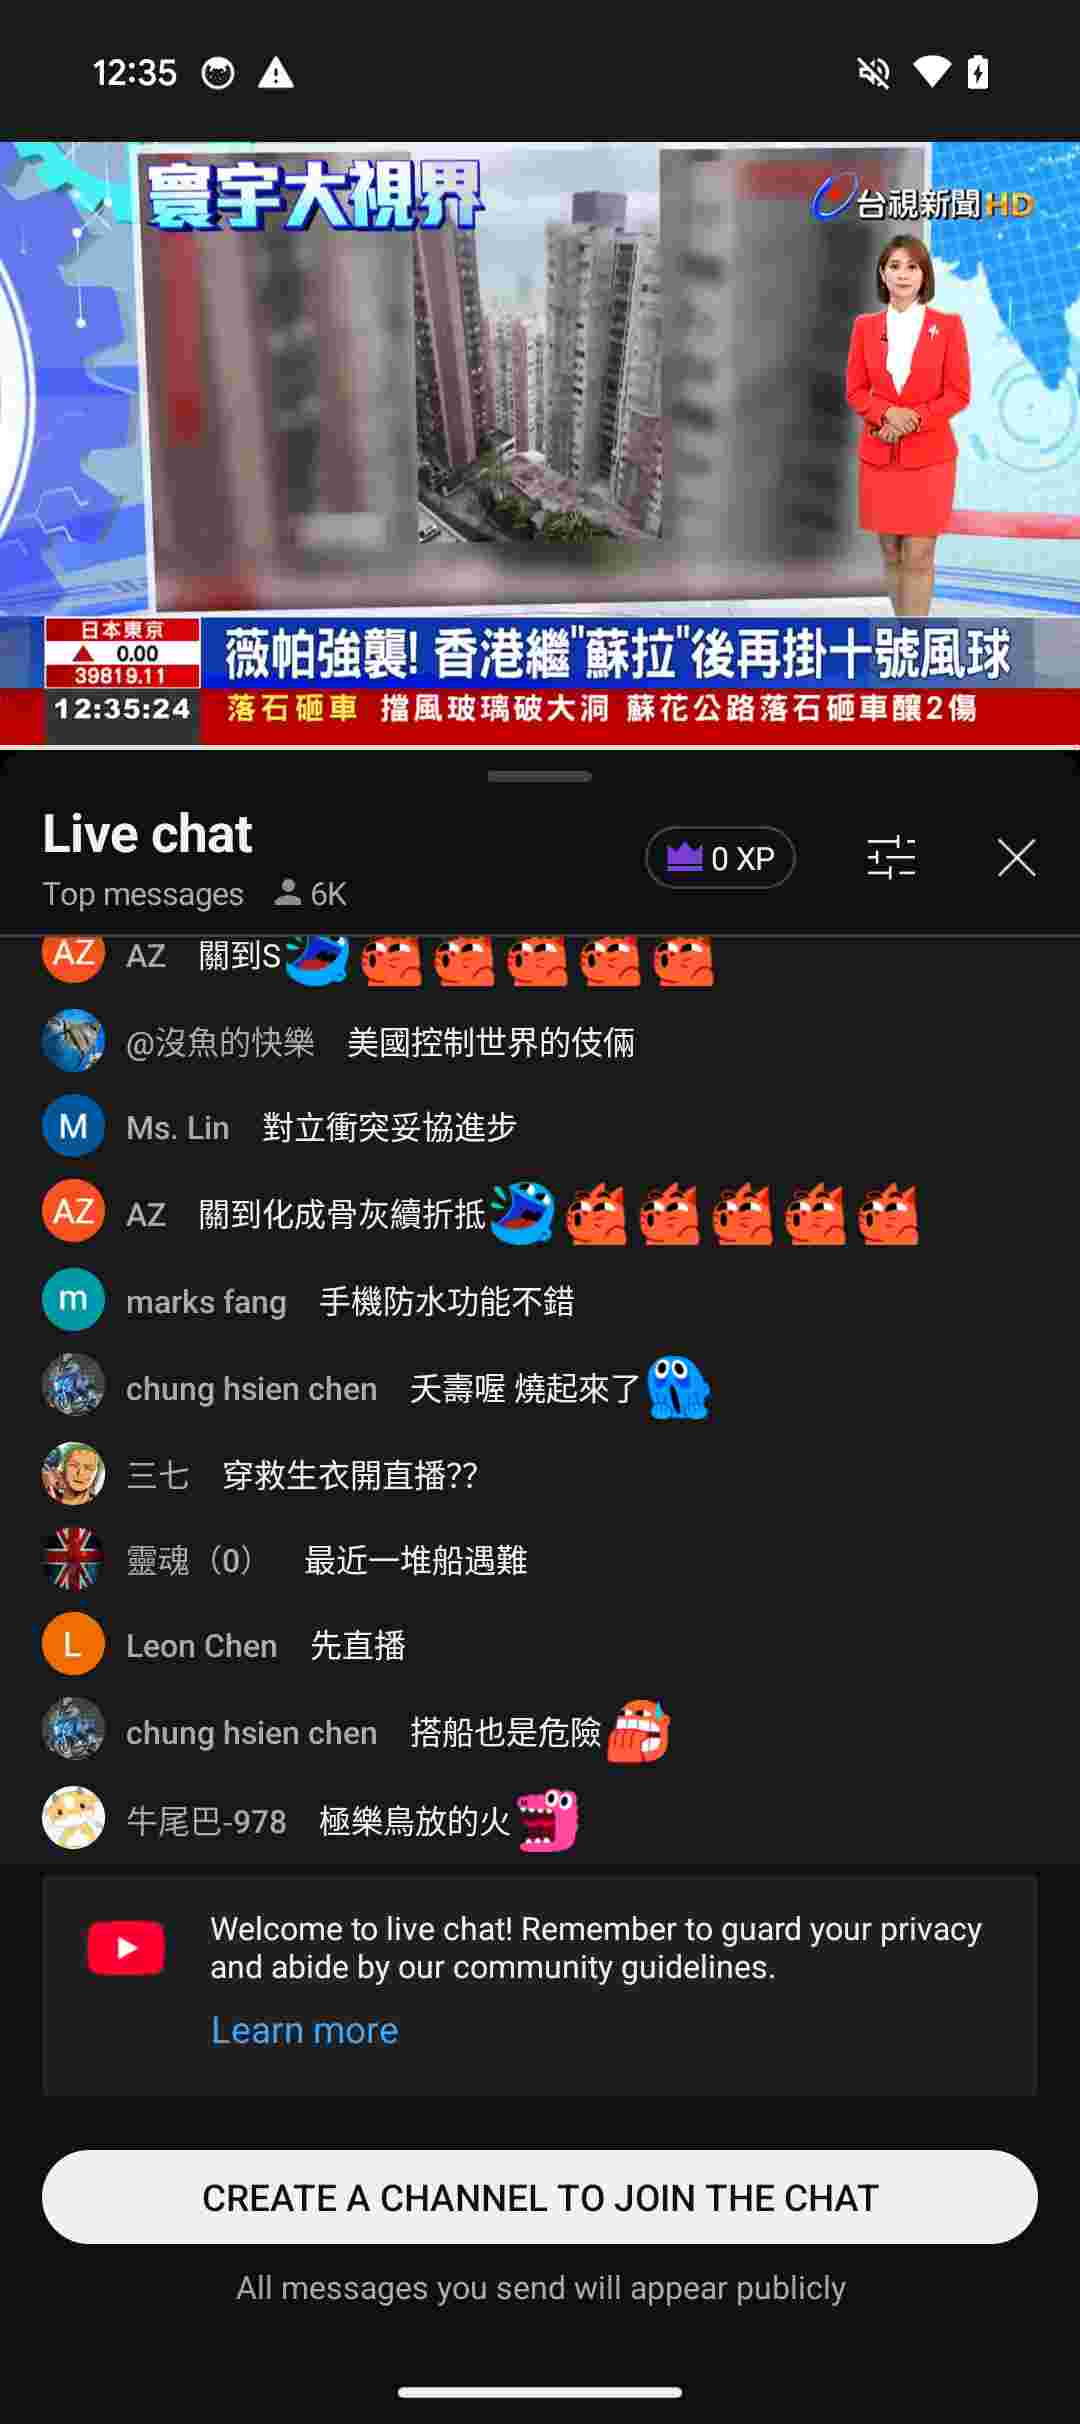 12:35
寰宇大視界
台視新聞HD
日本東京
0.00
39819.11
薇帕強襲! 香港繼"蘇拉"後再掛十號風球
12:35:24
落石砸車 擋風玻璃破大洞 蘇花公路落石砸車釀2傷
Live chat
Top messages 6K
0 XP
AZ AZ 關到S
@沒魚的快樂 美國控制世界的伎倆
M Ms. Lin 對立衝突妥協進步
AZ AZ 關到化成骨灰續折抵
m marks fang 手機防水功能不錯
chung hsien chen 夭壽喔 燒起來了
三七 穿救生衣開直播??
靈魂（0） 最近一堆船遇難
L Leon Chen 先直播
chung hsien chen 搭船也是危險
牛尾巴-978 極樂鳥放的火
Welcome to live chat! Remember to guard your privacy
and abide by our community guidelines.
Learn more
CREATE A CHANNEL TO JOIN THE CHAT
All messages you send will appear publicly